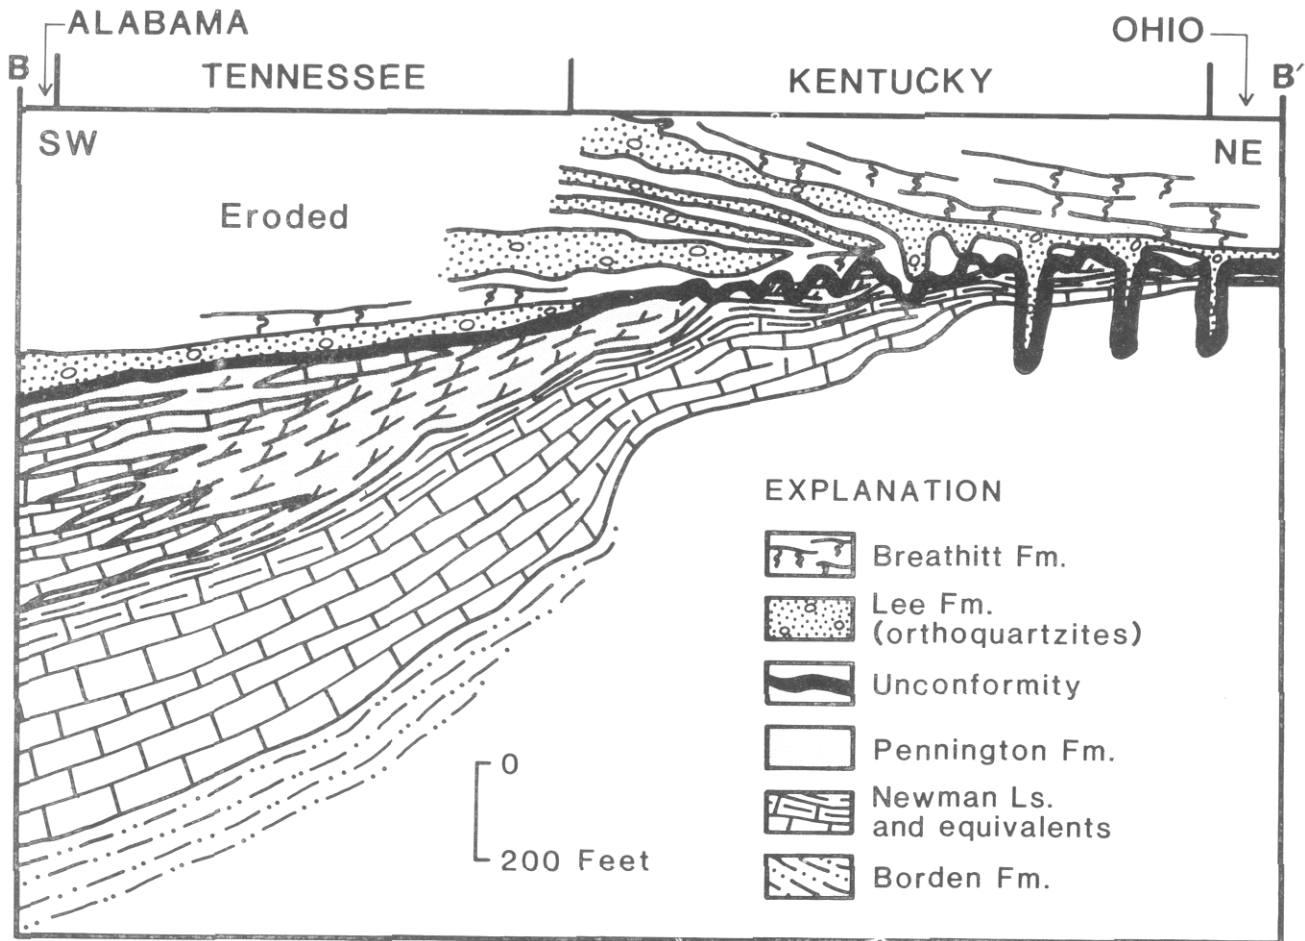 ALABAMA
OHIO
B
TENNESSEE
KENTUCKY
B′
SW
NE
Eroded
EXPLANATION
Breathitt Fm.
Lee Fm.
(orthoquartzites)
Unconformity
Pennington Fm.
Newman Ls.
and equivalents
Borden Fm.
0
200 Feet